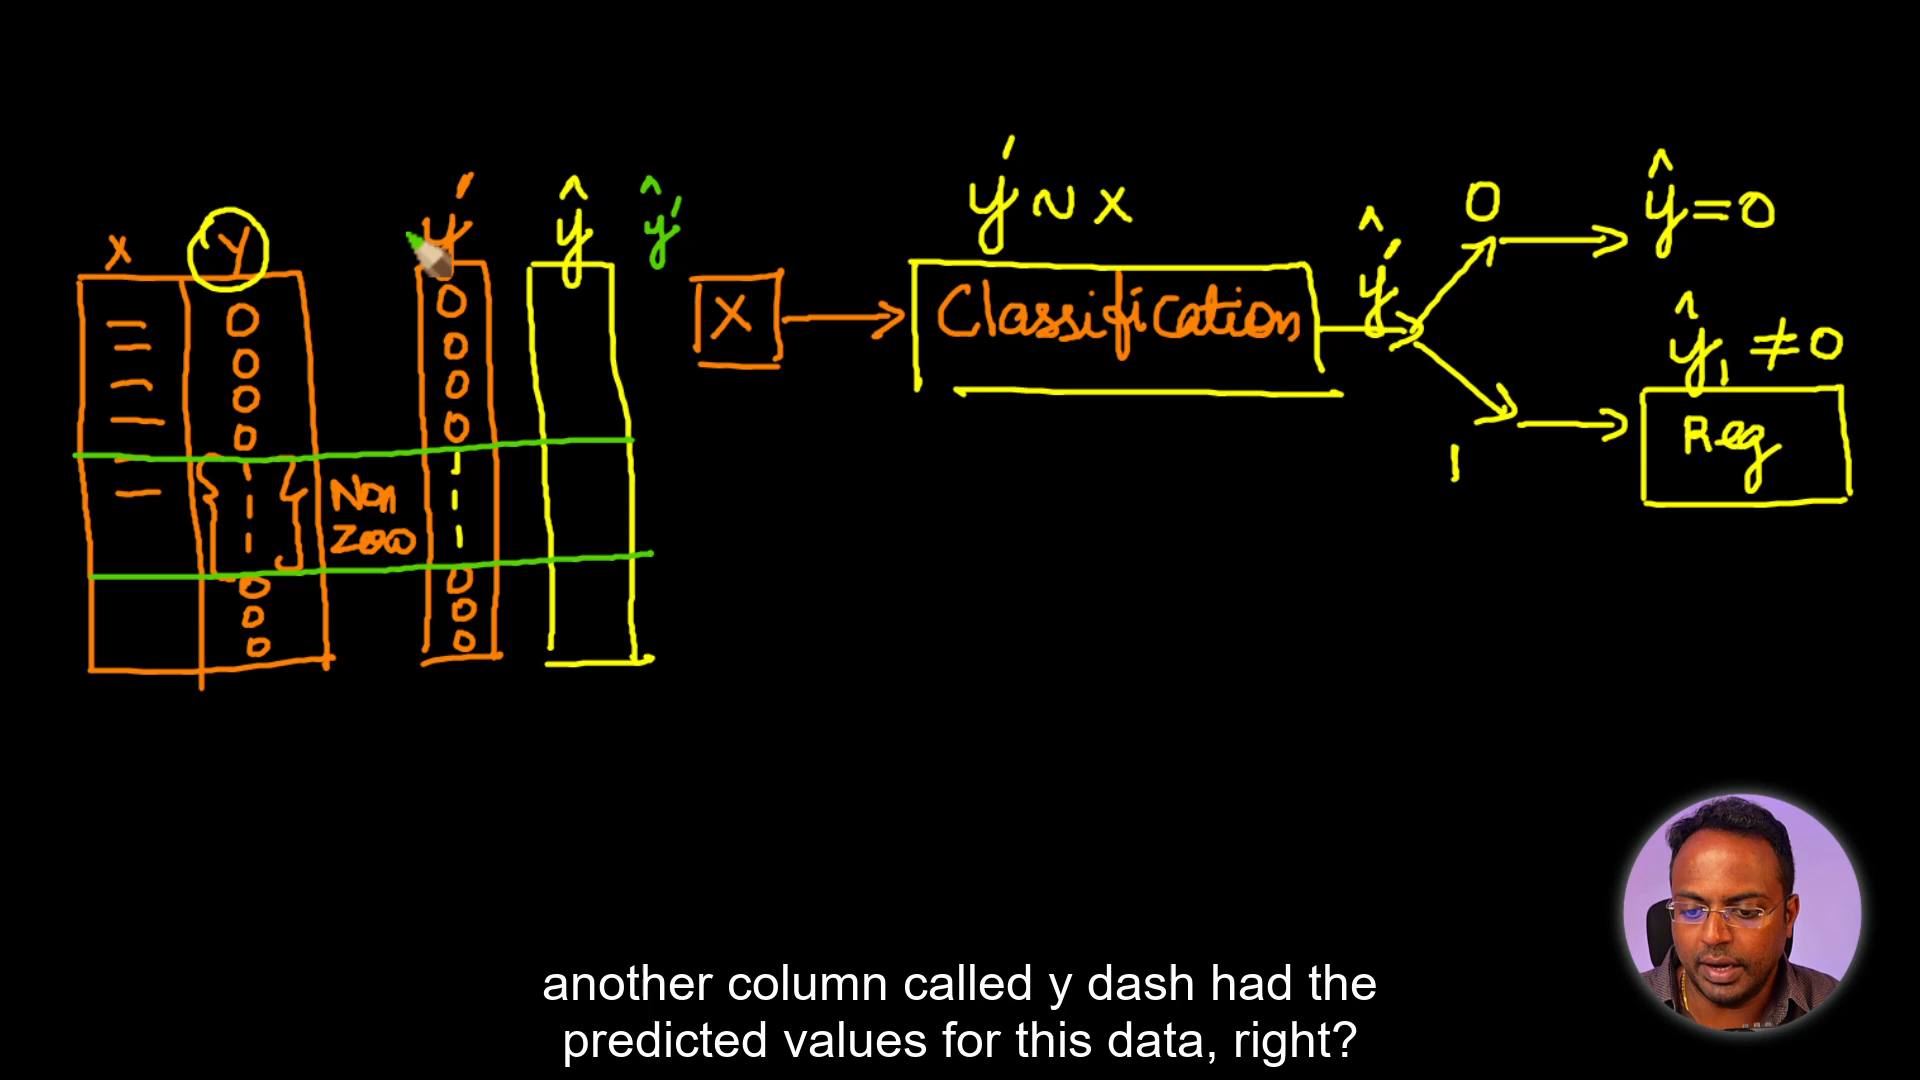 x y y′ ŷ ŷ′
0 0
0 0
0 0
0 0
Non
Zero
0 0
0 0
0 0
y′ ~ x
X
Classification
ŷ′
0
ŷ = 0
1
ŷ₁ ≠ 0
Reg
another column called y dash had the
predicted values for this data, right?